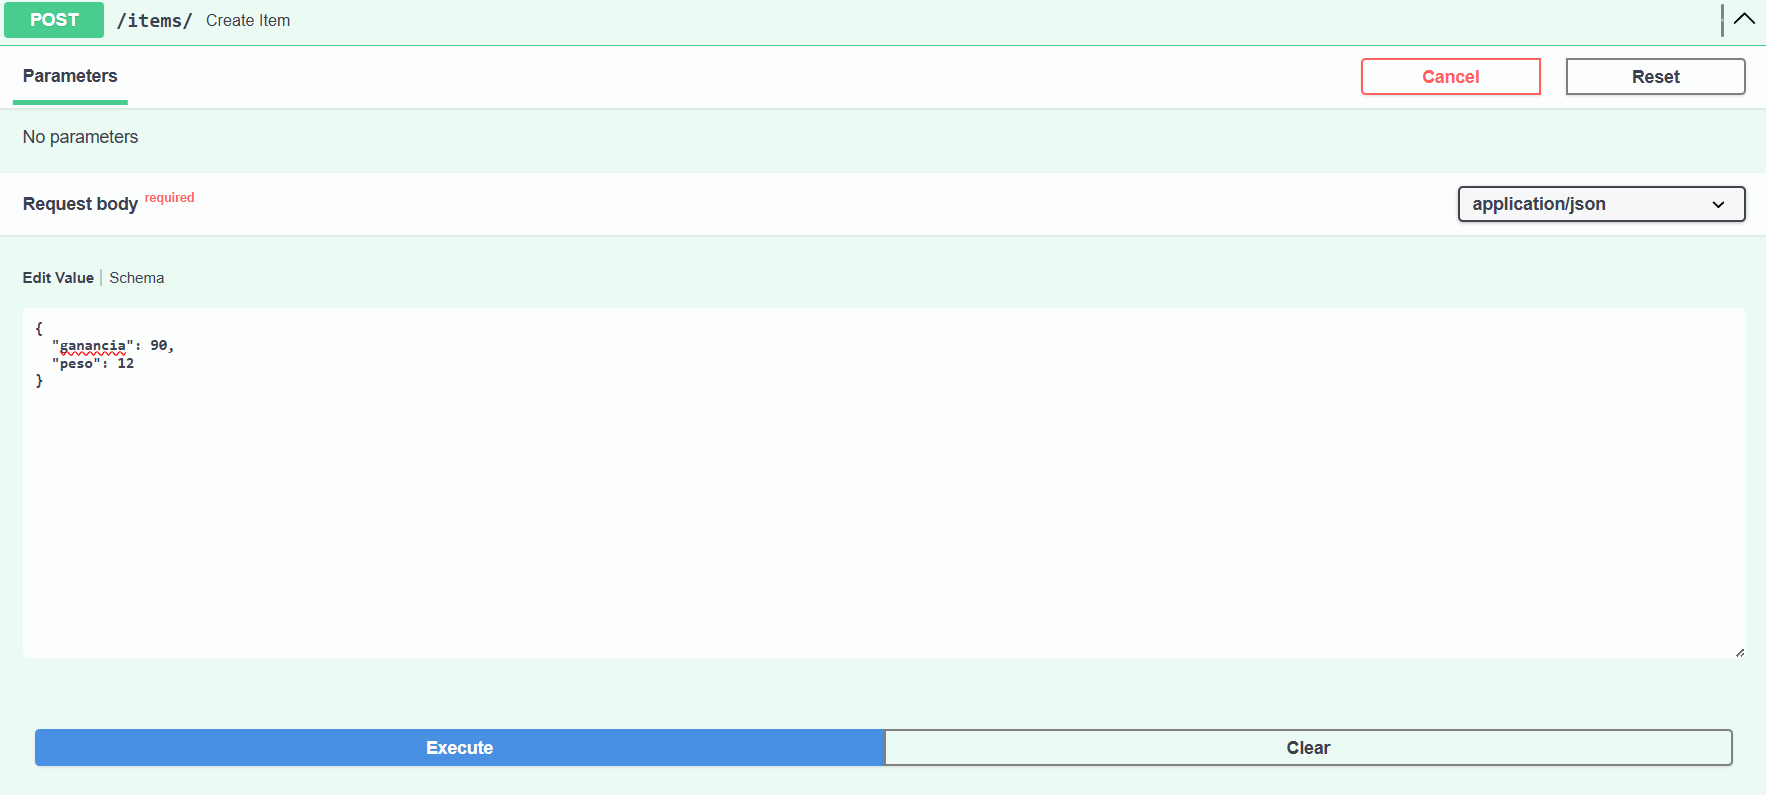 POST /items/ Create Item
Parameters Cancel Reset
No parameters
Request body required application/json
Edit Value | Schema
{
  "ganancia": 90,
  "peso": 12
}
Execute Clear